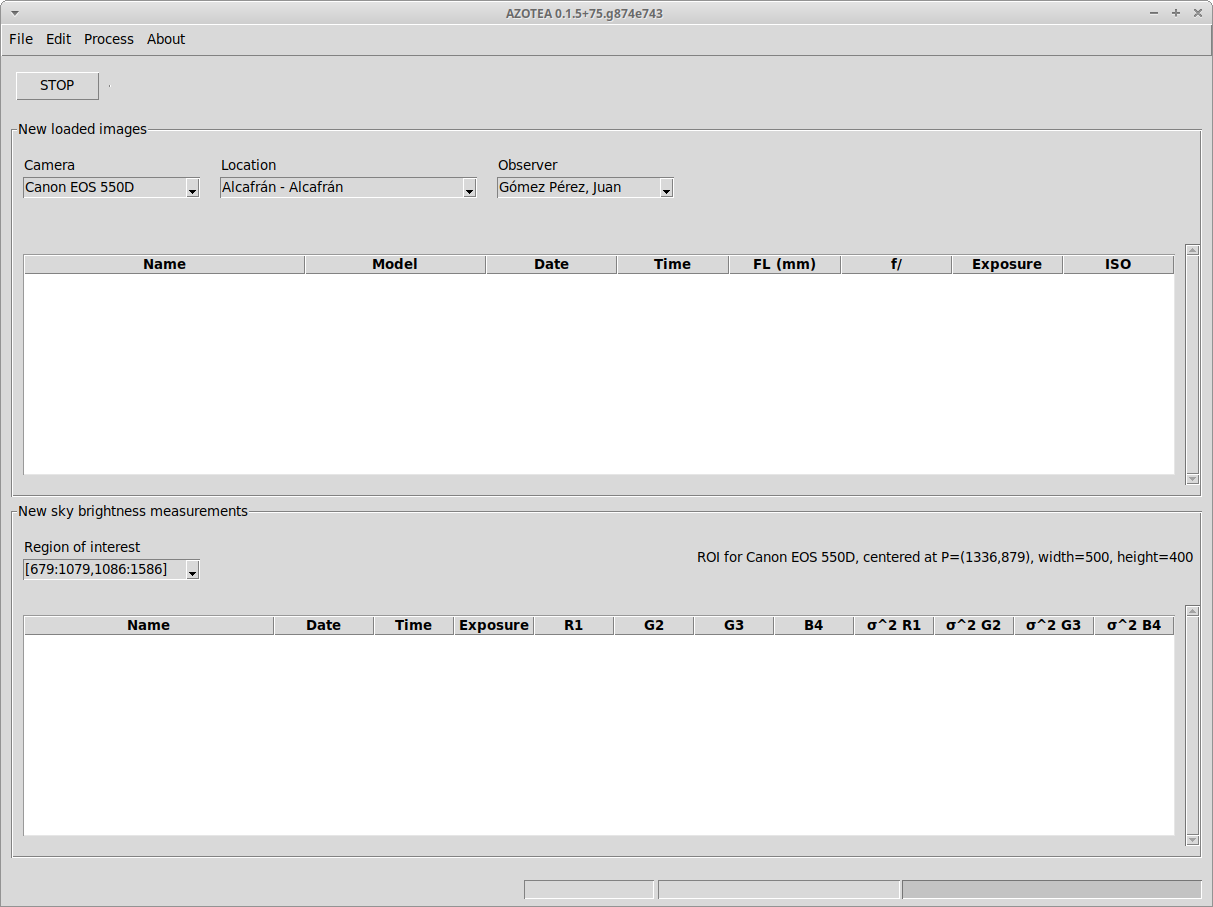 AZOTEA 0.1.5+75.g874e743
File Edit Process About
STOP
New loaded images
Camera Location Observer
Canon EOS 550D Alcafrán - Alcafrán Gómez Pérez, Juan
Name Model Date Time FL (mm) f/ Exposure ISO
New sky brightness measurements
Region of interest
ROI for Canon EOS 550D, centered at P=(1336,879), width=500, height=400
[679:1079,1086:1586]
Name Date Time Exposure R1 G2 G3 B4 σ^2 R1 σ^2 G2 σ^2 G3 σ^2 B4